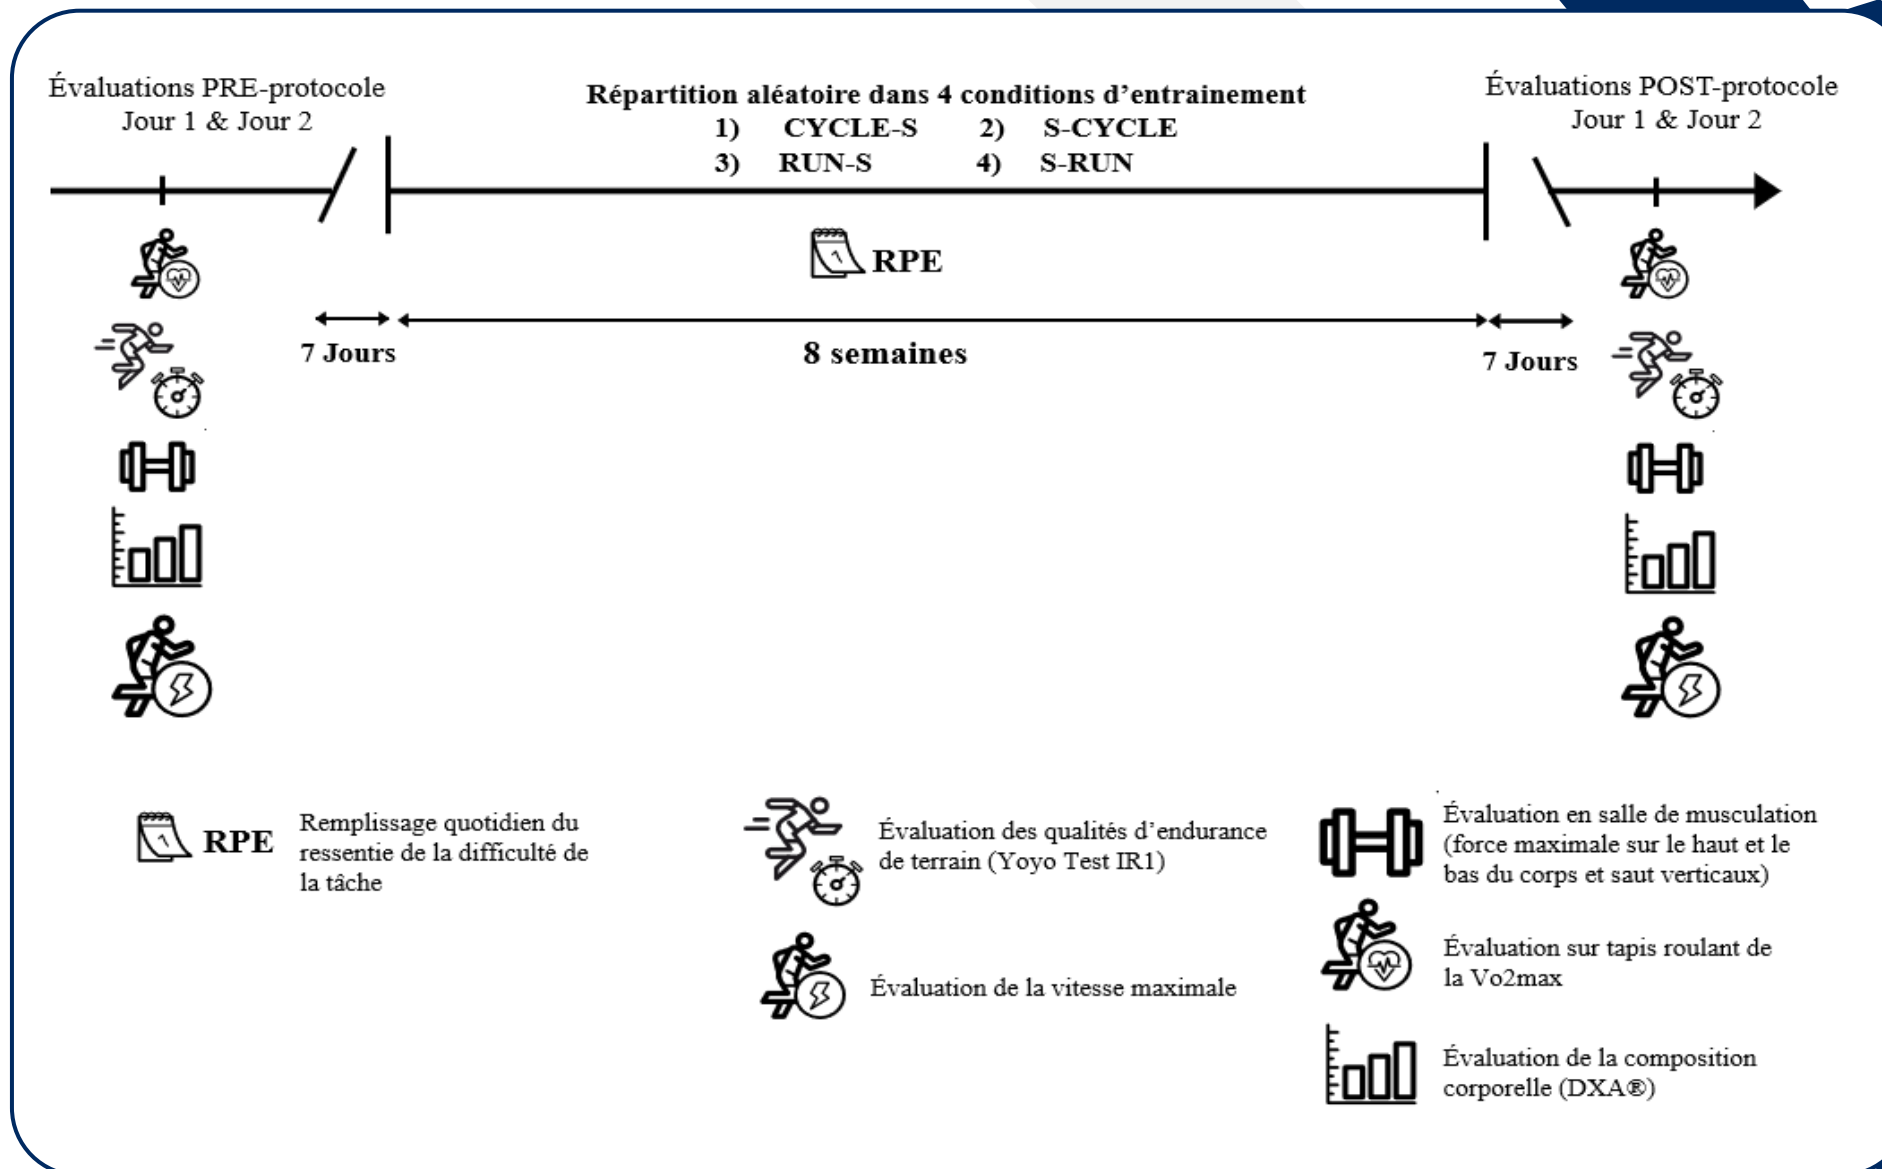 Évaluations PRE-protocole
Jour 1 & Jour 2
Répartition aléatoire dans 4 conditions d'entrainement
1) CYCLE-S 2) S-CYCLE
3) RUN-S 4) S-RUN
Évaluations POST-protocole
Jour 1 & Jour 2
RPE
7 Jours
8 semaines
7 Jours
RPE
Remplissage quotidien du
ressentie de la difficulté de
la tâche
Évaluation des qualités d'endurance
de terrain (Yoyo Test IR1)
Évaluation de la vitesse maximale
Évaluation en salle de musculation
(force maximale sur le haut et le
bas du corps et saut verticaux)
Évaluation sur tapis roulant de
la Vo2max
Évaluation de la composition
corporelle (DXA®)